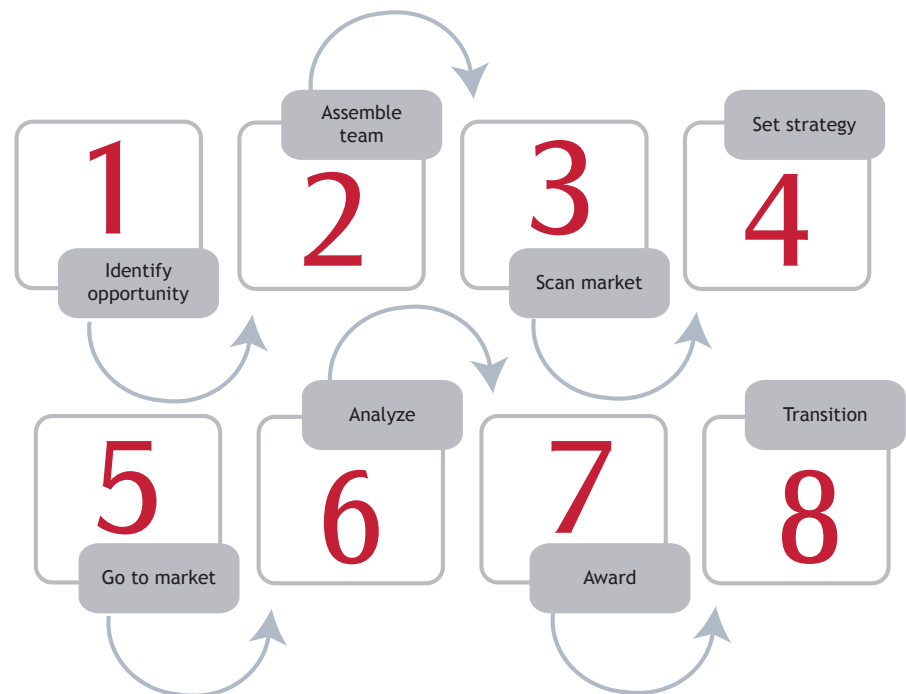 1
Identify
opportunity
Assemble
team
2
3
Scan market
Set strategy
4
5
Go to market
Analyze
6
7
Award
Transition
8